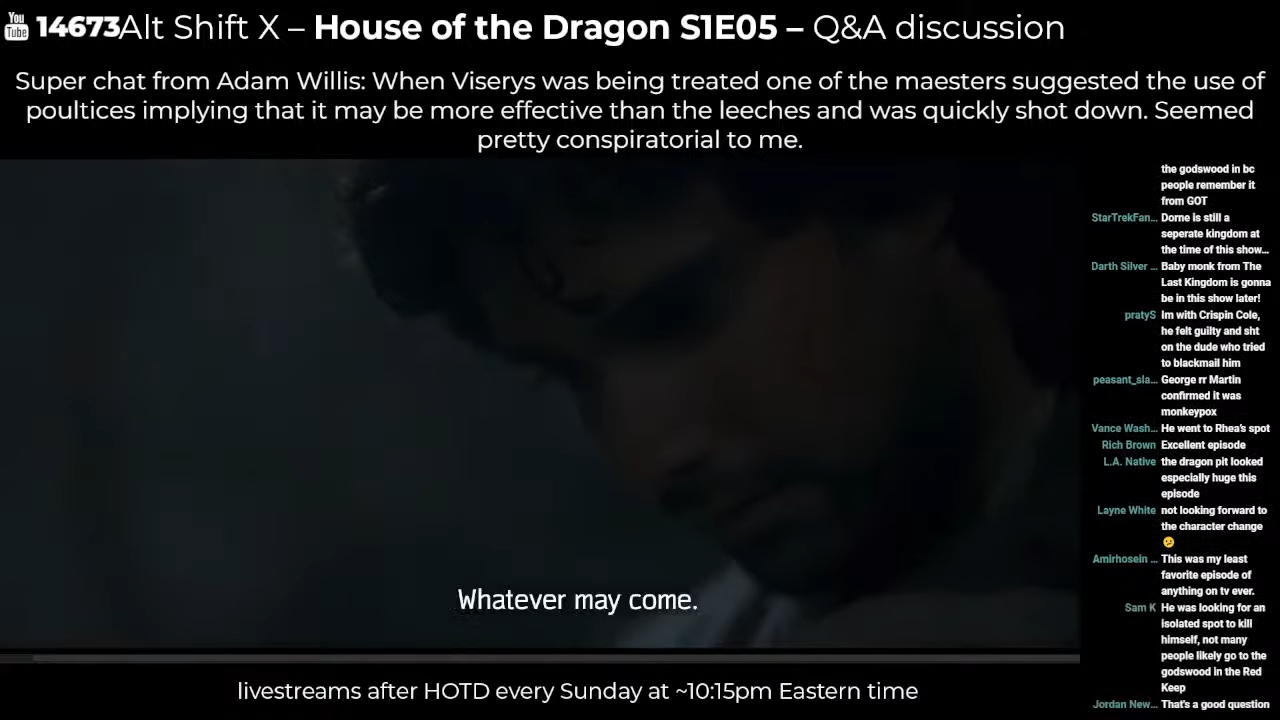 You Tube 14673 Alt Shift X – House of the Dragon S1E05 – Q&A discussion
Super chat from Adam Willis: When Viserys was being treated one of the maesters suggested the use of
poultices implying that it may be more effective than the leeches and was quickly shot down. Seemed
pretty conspiratorial to me.
the godswood in bc
people remember it
from GOT
StarTrekFan... Dorne is still a
seperate kingdom at
the time of this show...
Darth Silver ... Baby monk from The
Last Kingdom is gonna
be in this show later!
pratyS Im with Crispin Cole,
he felt guilty and sht
on the dude who tried
to blackmail him
peasant_sla... George rr Martin
confirmed it was
monkeypox
Vance Wash... He went to Rhea's spot
Rich Brown Excellent episode
L.A. Native the dragon pit looked
especially huge this
episode
Layne White not looking forward to
the character change
😕
Amirhosein ... This was my least
favorite episode of
anything on tv ever.
Sam K He was looking for an
isolated spot to kill
himself, not many
people likely go to the
godswood in the Red
Keep
Jordan New... That's a good question
Whatever may come.
livestreams after HOTD every Sunday at ~10:15pm Eastern time